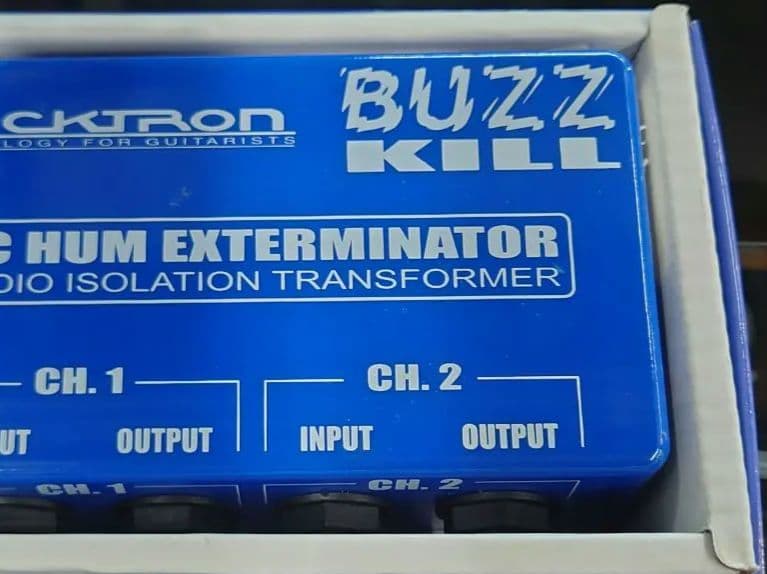 CKTRON
LOGY FOR GUITARISTS
BUZZ
KILL
C HUM EXTERMINATOR
DIO ISOLATION TRANSFORMER
CH. 1
CH. 2
UT
OUTPUT
INPUT
OUTPUT
CH. 1
CH. 2